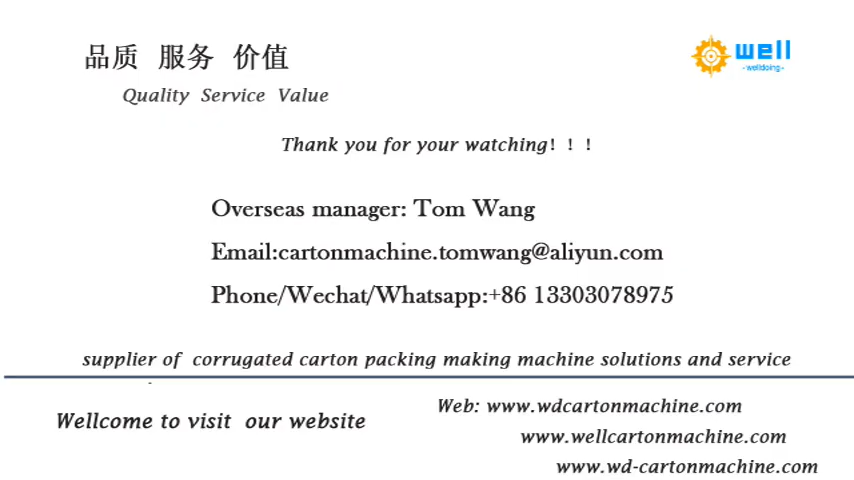 品质 服务 价值
well
-welldoing-
Quality Service Value
Thank you for your watching！！！
Overseas manager: Tom Wang
Email:cartonmachine.tomwang@aliyun.com
Phone/Wechat/Whatsapp:+86 13303078975
supplier of corrugated carton packing making machine solutions and service
Wellcome to visit our website
Web: www.wdcartonmachine.com
www.wellcartonmachine.com
www.wd-cartonmachine.com